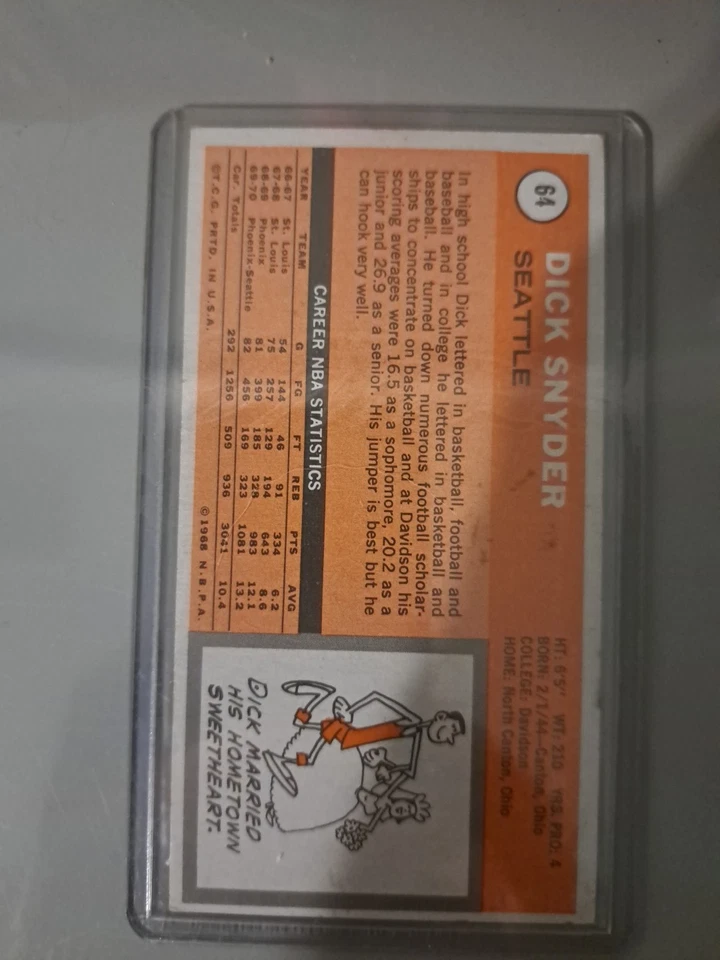 64
DICK SNYDER
SEATTLE
HT: 6'5" WT: 210 YRS. PRO: 4
BORN: 2/1/44—Canton, Ohio
COLLEGE: Davidson
HOME: North Canton, Ohio
In high school Dick lettered in basketball, football and
baseball and in college he lettered in basketball and
baseball. He turned down numerous football scholar-
ships to concentrate on basketball and at Davidson his
scoring averages were 16.5 as a sophomore, 20.2 as a
junior and 26.9 as a senior. His jumper is best but he
can hook very well.
CAREER NBA STATISTICS
YEAR TEAM G FG FT REB PTS AVG
66-67 St. Louis 54 144 46 91 334 6.2
67-68 St. Louis 75 257 129 194 643 8.6
68-69 Phoenix 81 399 185 328 983 12.1
69-70 Phoenix-Seattle 82 456 169 323 1081 13.2
Car. Totals 292 1256 509 936 3041 10.4
©T.C.G. PRTD. IN U.S.A. ©1968 N.B.P.A.
DICK MARRIED
HIS HOMETOWN
SWEETHEART.